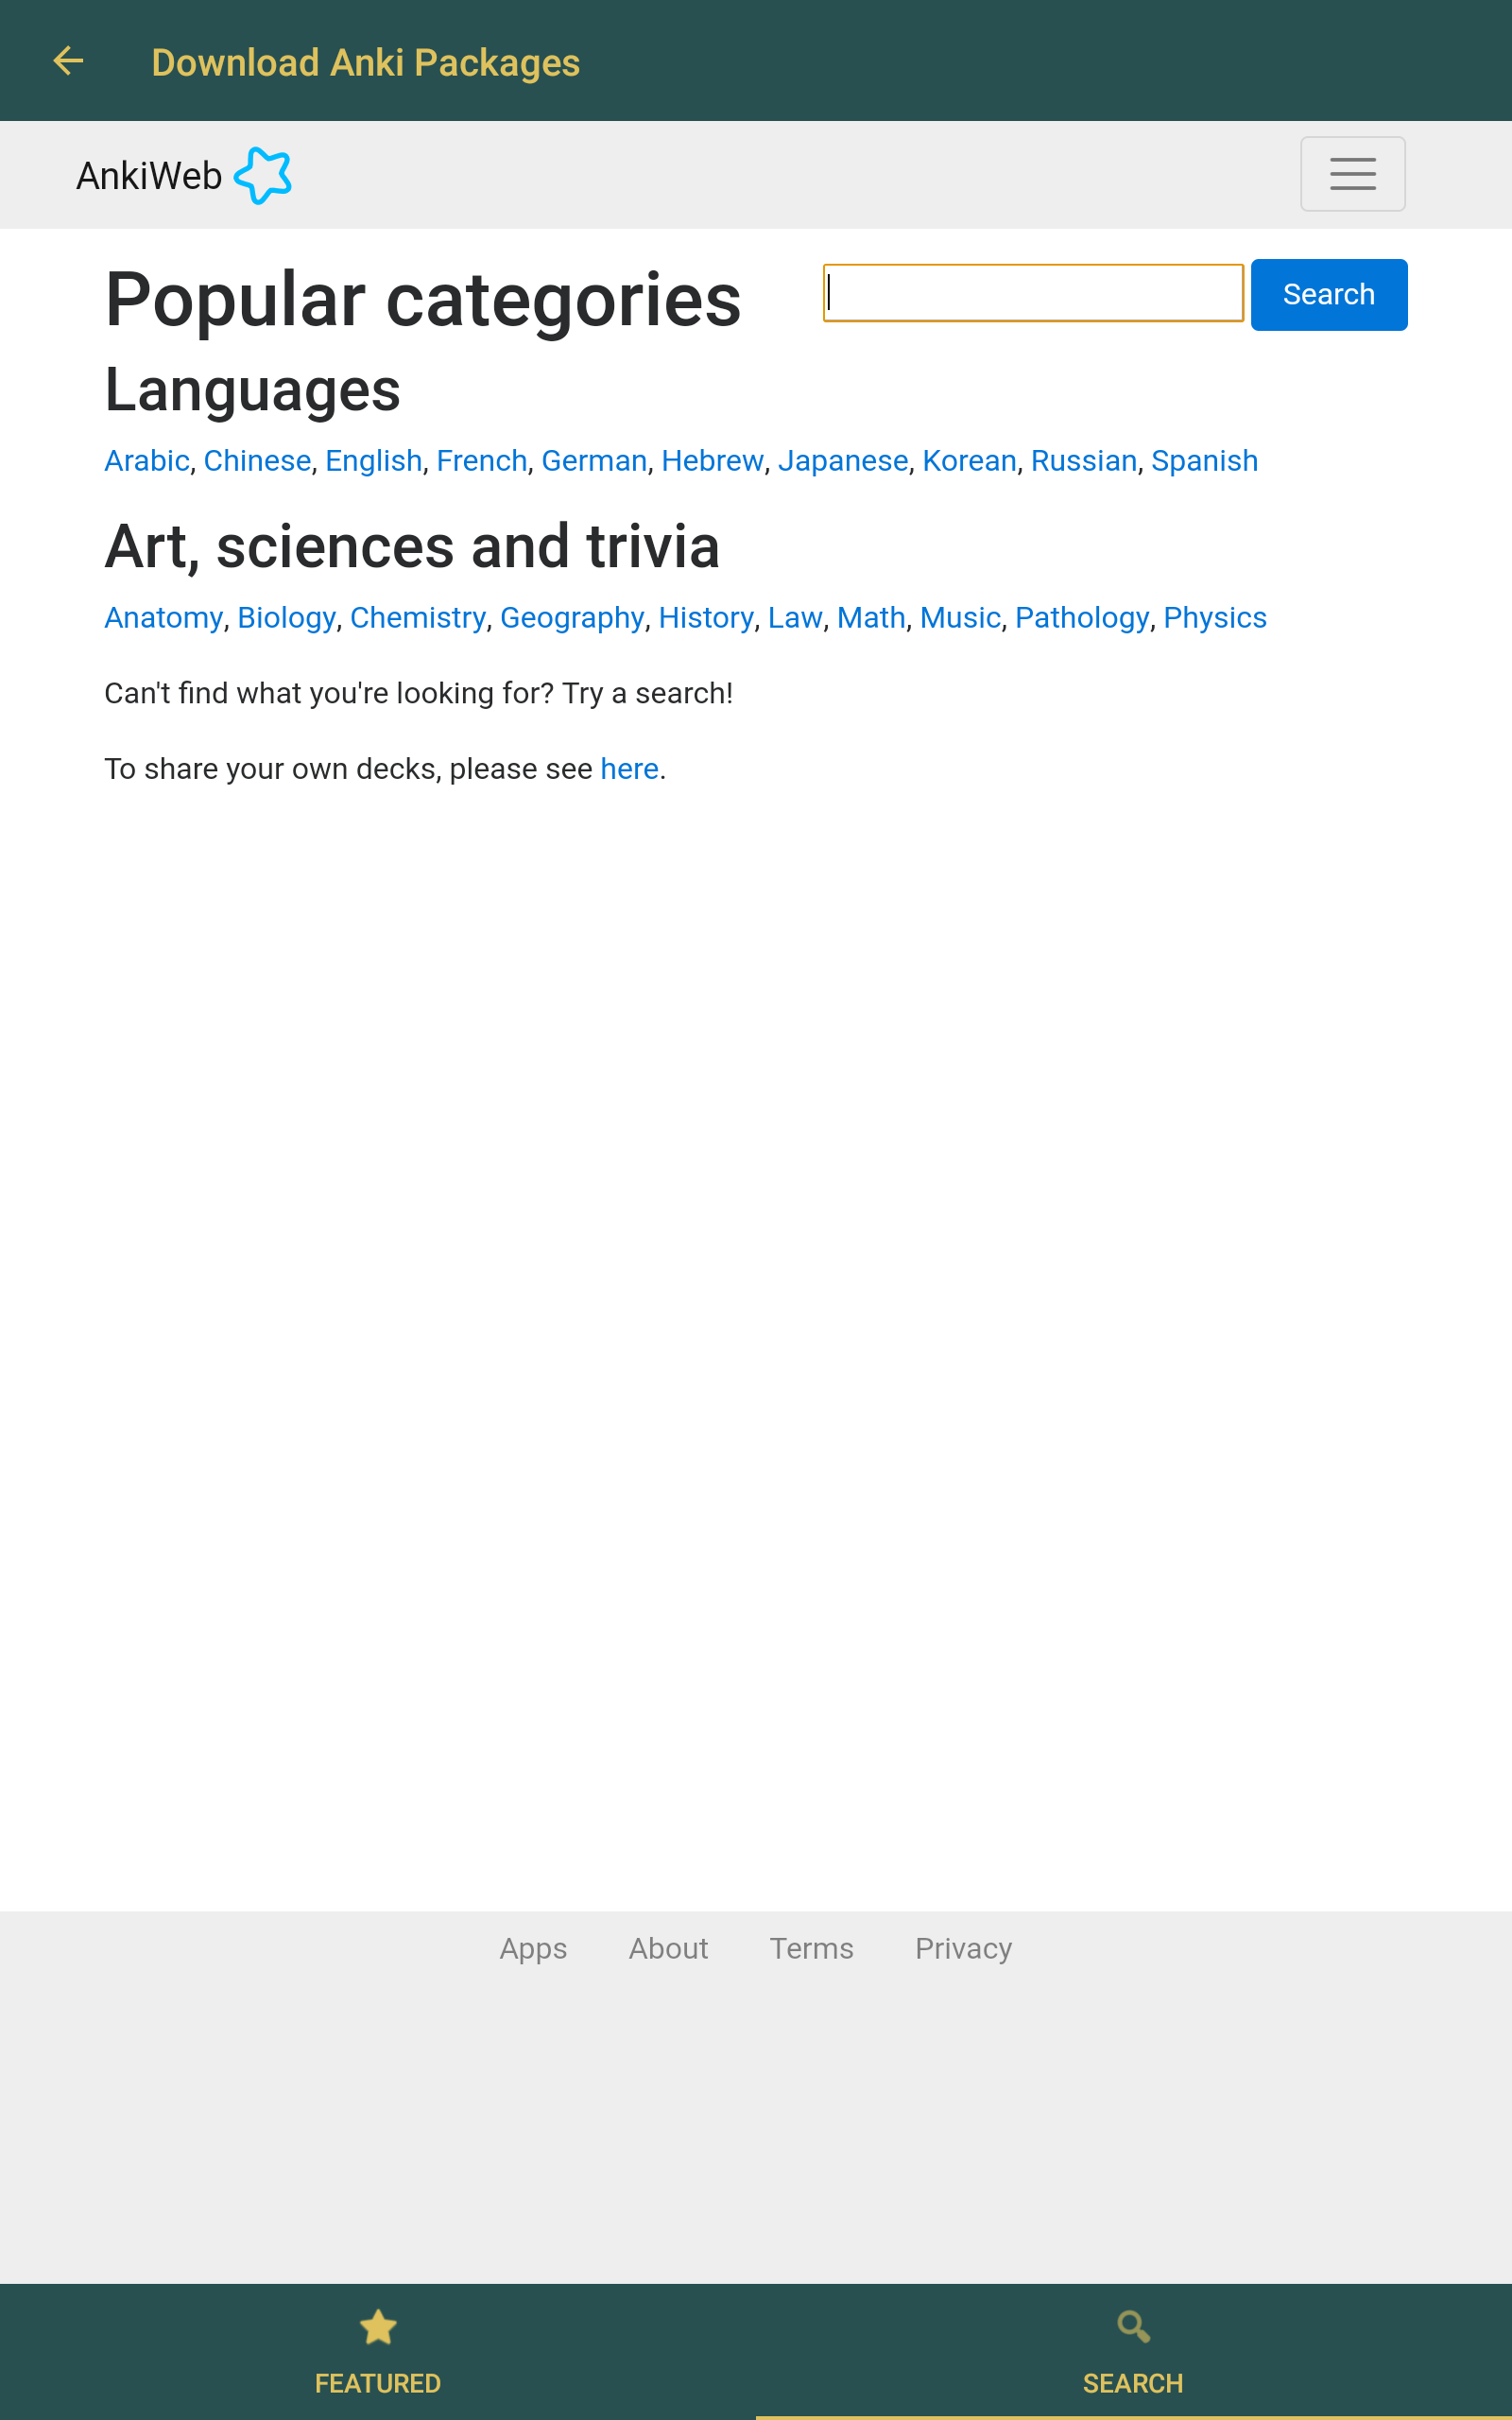 Download Anki Packages
AnkiWeb
Popular categories
Search
Languages
Arabic, Chinese, English, French, German, Hebrew, Japanese, Korean, Russian, Spanish
Art, sciences and trivia
Anatomy, Biology, Chemistry, Geography, History, Law, Math, Music, Pathology, Physics
Can't find what you're looking for? Try a search!
To share your own decks, please see here.
Apps About Terms Privacy
FEATURED SEARCH